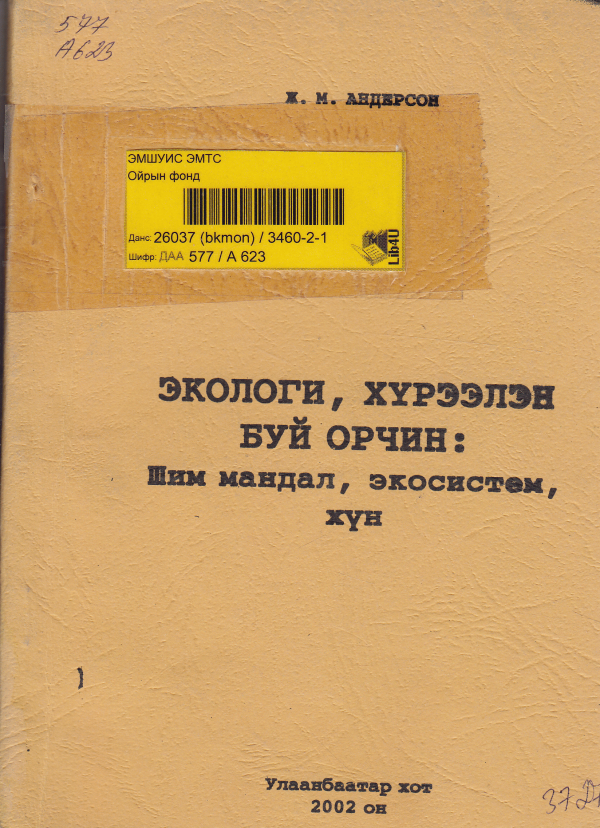 577
А623
Ж. М. АНДЕРСОН
ЭМШУИС ЭМТС
Ойрын фонд
Данс: 26037 (bkmon) / 3460-2-1
Шифр: ДАА 577 / А 623
Lib4U
ЭКОЛОГИ, ХҮРЭЭЛЭН
БУЙ ОРЧИН:
Шим мандал, экосистем,
хүн
Улаанбаатар хот
2002 он